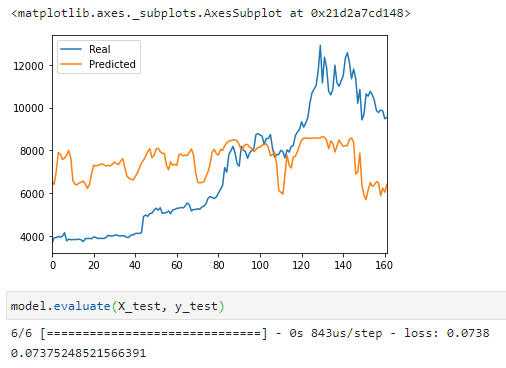 <matplotlib.axes._subplots.AxesSubplot at 0x21d2a7cd148>
Real
Predicted
12000
10000
8000
6000
4000
0 20 40 60 80 100 120 140 160
model.evaluate(X_test, y_test)
6/6 [==============================] - 0s 843us/step - loss: 0.0738
0.07375248521566391